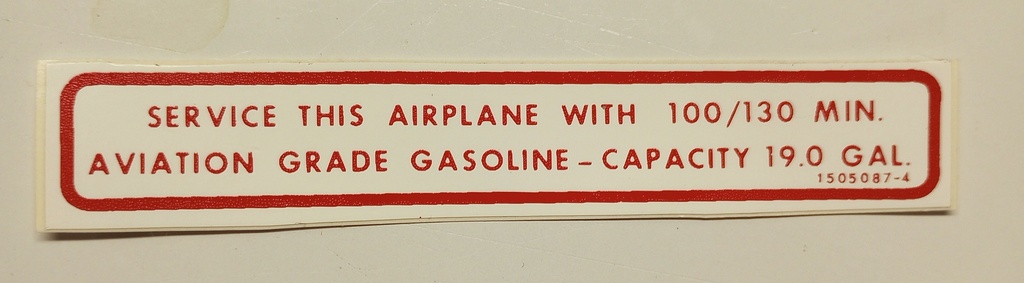 SERVICE THIS AIRPLANE WITH 100/130 MIN.
AVIATION GRADE GASOLINE – CAPACITY 19.0 GAL.
1505087-4